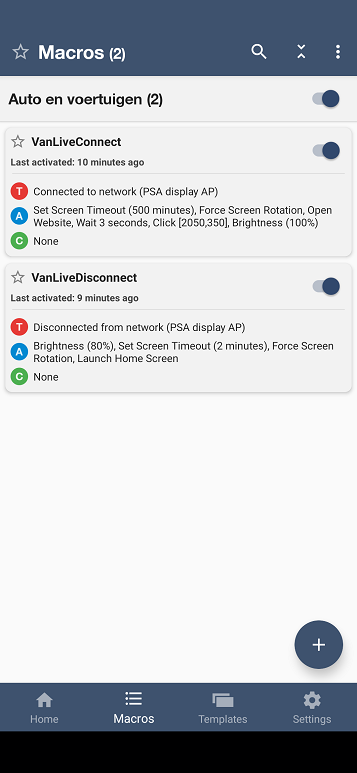 Macros (2)
Auto en voertuigen (2)
VanLiveConnect
Last activated: 10 minutes ago
T Connected to network (PSA display AP)
A Set Screen Timeout (500 minutes), Force Screen Rotation, Open
Website, Wait 3 seconds, Click [2050,350], Brightness (100%)
C None
VanLiveDisconnect
Last activated: 9 minutes ago
T Disconnected from network (PSA display AP)
A Brightness (80%), Set Screen Timeout (2 minutes), Force Screen
Rotation, Launch Home Screen
C None
Home Macros Templates Settings